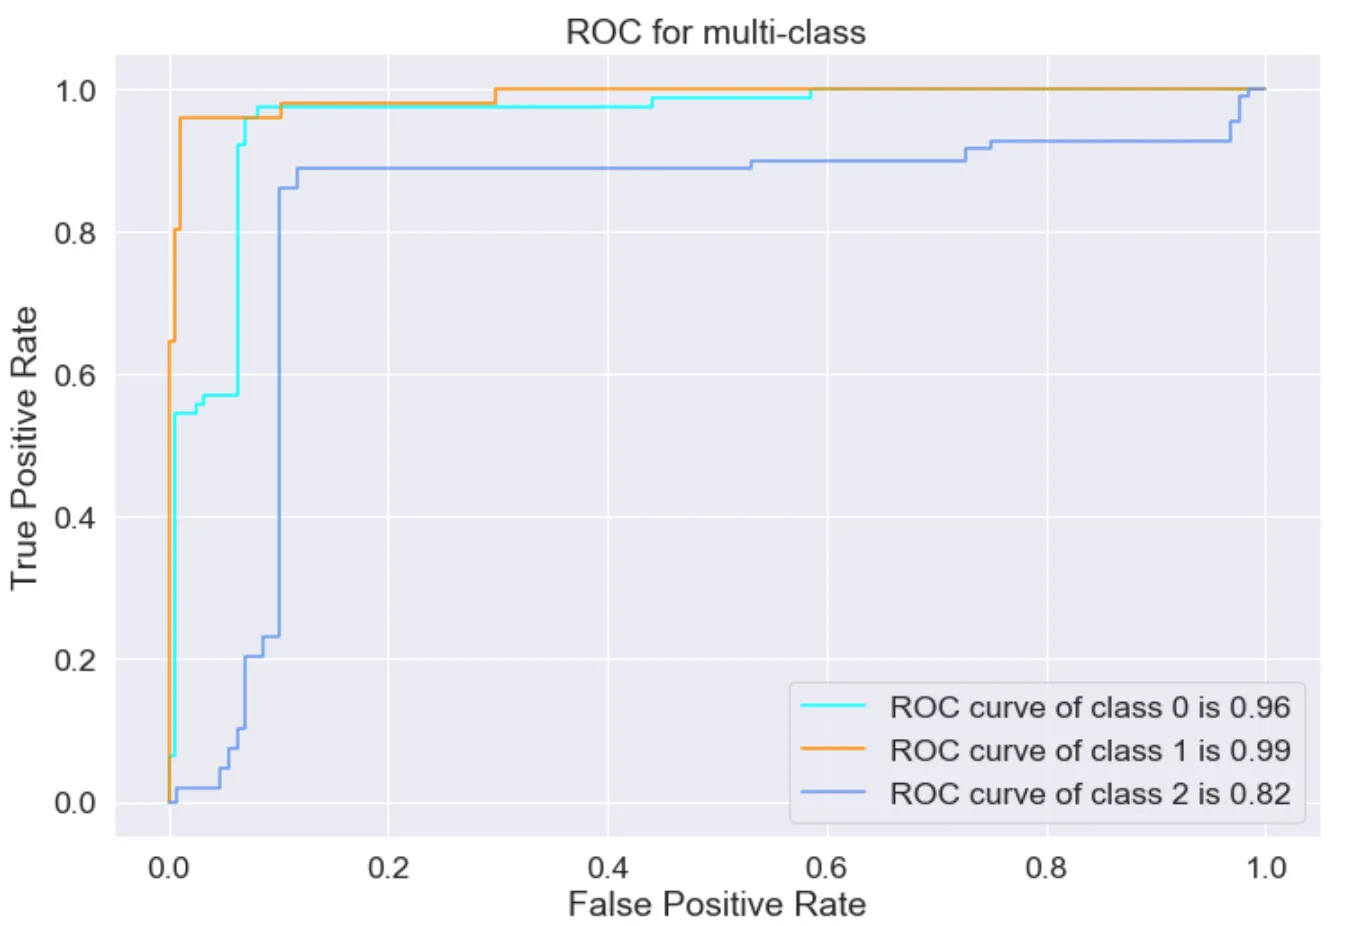 ROC for multi-class
1.0
0.8
0.6
0.4
0.2
0.0
True Positive Rate
ROC curve of class 0 is 0.96
ROC curve of class 1 is 0.99
ROC curve of class 2 is 0.82
0.0 0.2 0.4 0.6 0.8 1.0
False Positive Rate